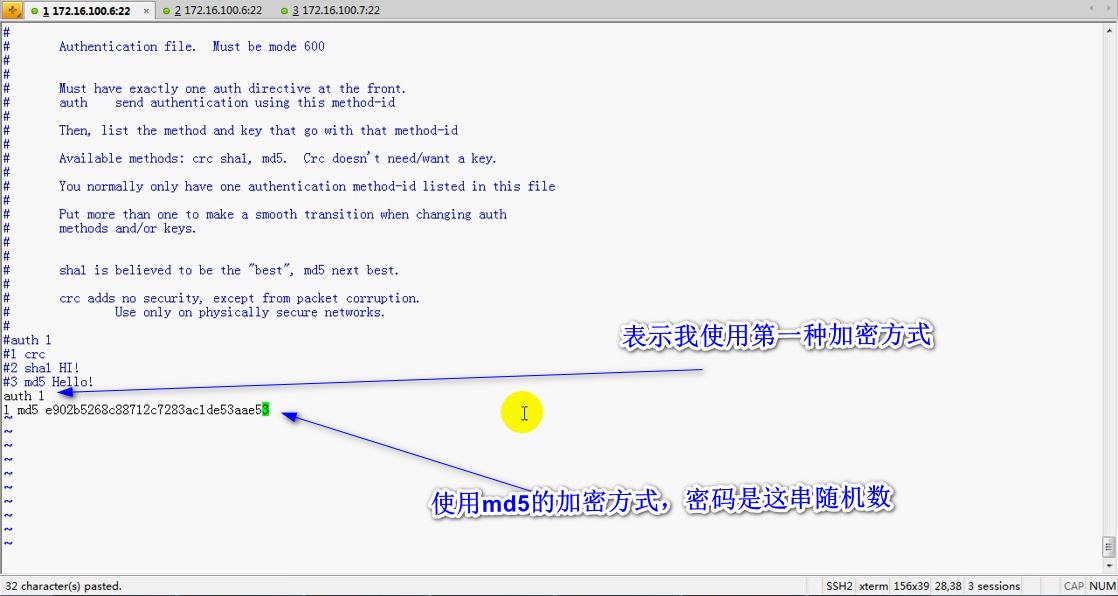 1 172.16.100.6:22 × 2 172.16.100.6:22 3 172.16.100.7:22
#
# Authentication file. Must be mode 600
#
#
# Must have exactly one auth directive at the front.
# auth send authentication using this method-id
#
# Then, list the method and key that go with that method-id
#
# Available methods: crc sha1, md5. Crc doesn't need/want a key.
#
# You normally only have one authentication method-id listed in this file
#
# Put more than one to make a smooth transition when changing auth
# methods and/or keys.
#
#
# sha1 is believed to be the "best", md5 next best.
#
# crc adds no security, except from packet corruption.
# Use only on physically secure networks.
#
#auth 1
表示我使用第一种加密方式
#1 crc
#2 sha1 HI!
#3 md5 Hello!
auth 1
1 md5 e902b5268c88712c7283ac1de53aae53
~
~
~
~
~
~
使用md5的加密方式，密码是这串随机数
~
~
~
~
32 character(s) pasted. SSH2 xterm 156x39 28,38 3 sessions CAP NUM